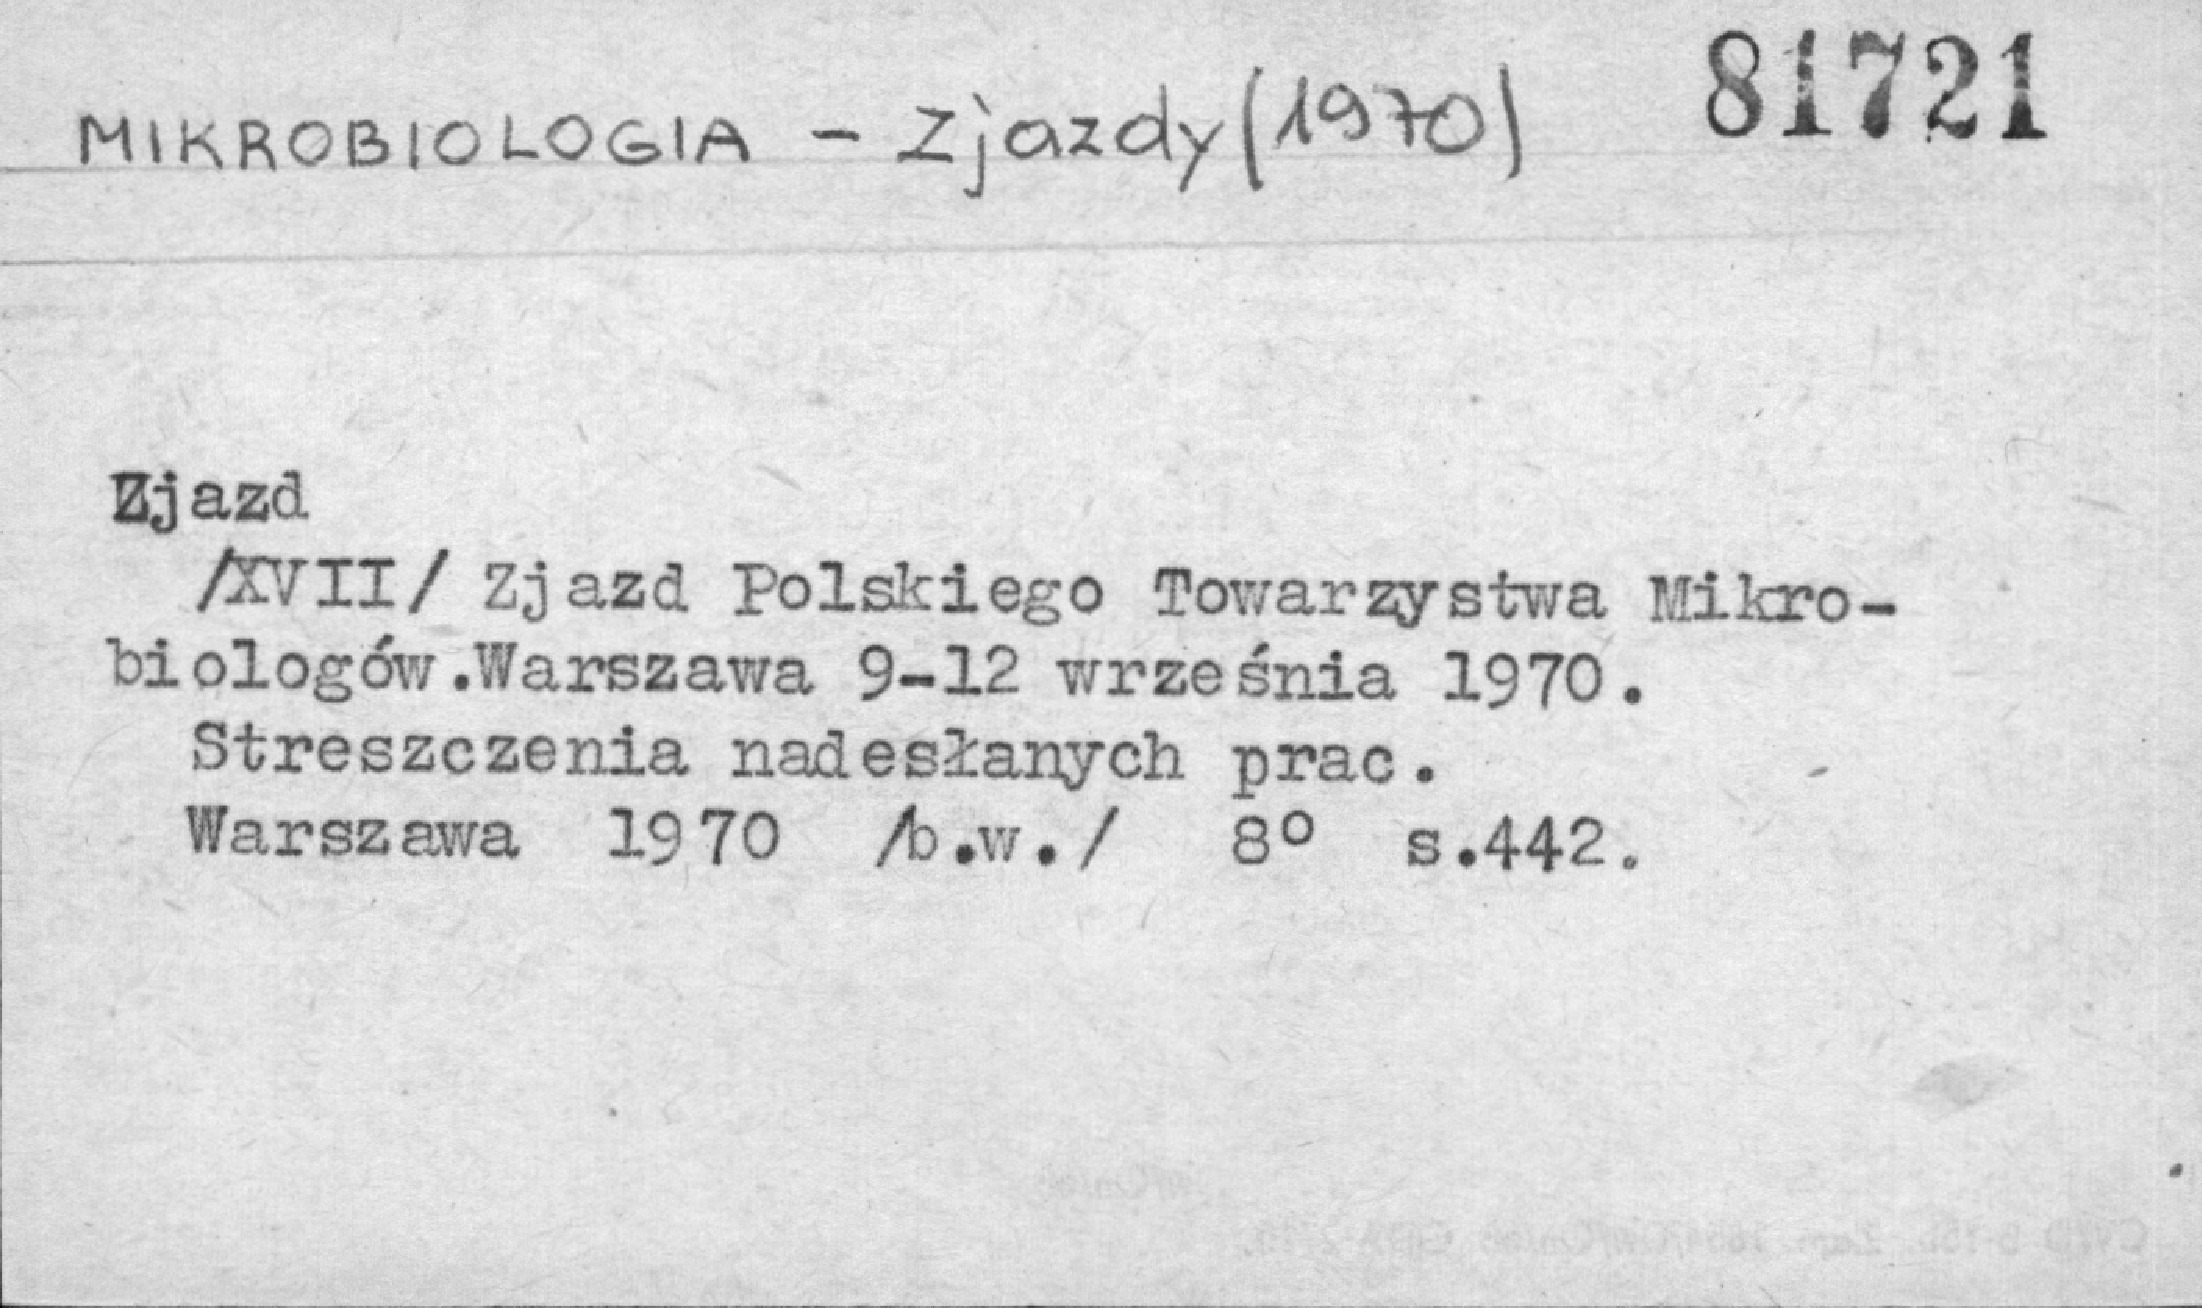 MIKROBIOLOGIA - Zjazdy (1970) 81721
Zjazd
/XVII/ Zjazd Polskiego Towarzystwa Mikro-
biologów.Warszawa 9-12 września 1970.
Streszczenia nadesłanych prac.
Warszawa 1970 /b.w./ 8° s.442.